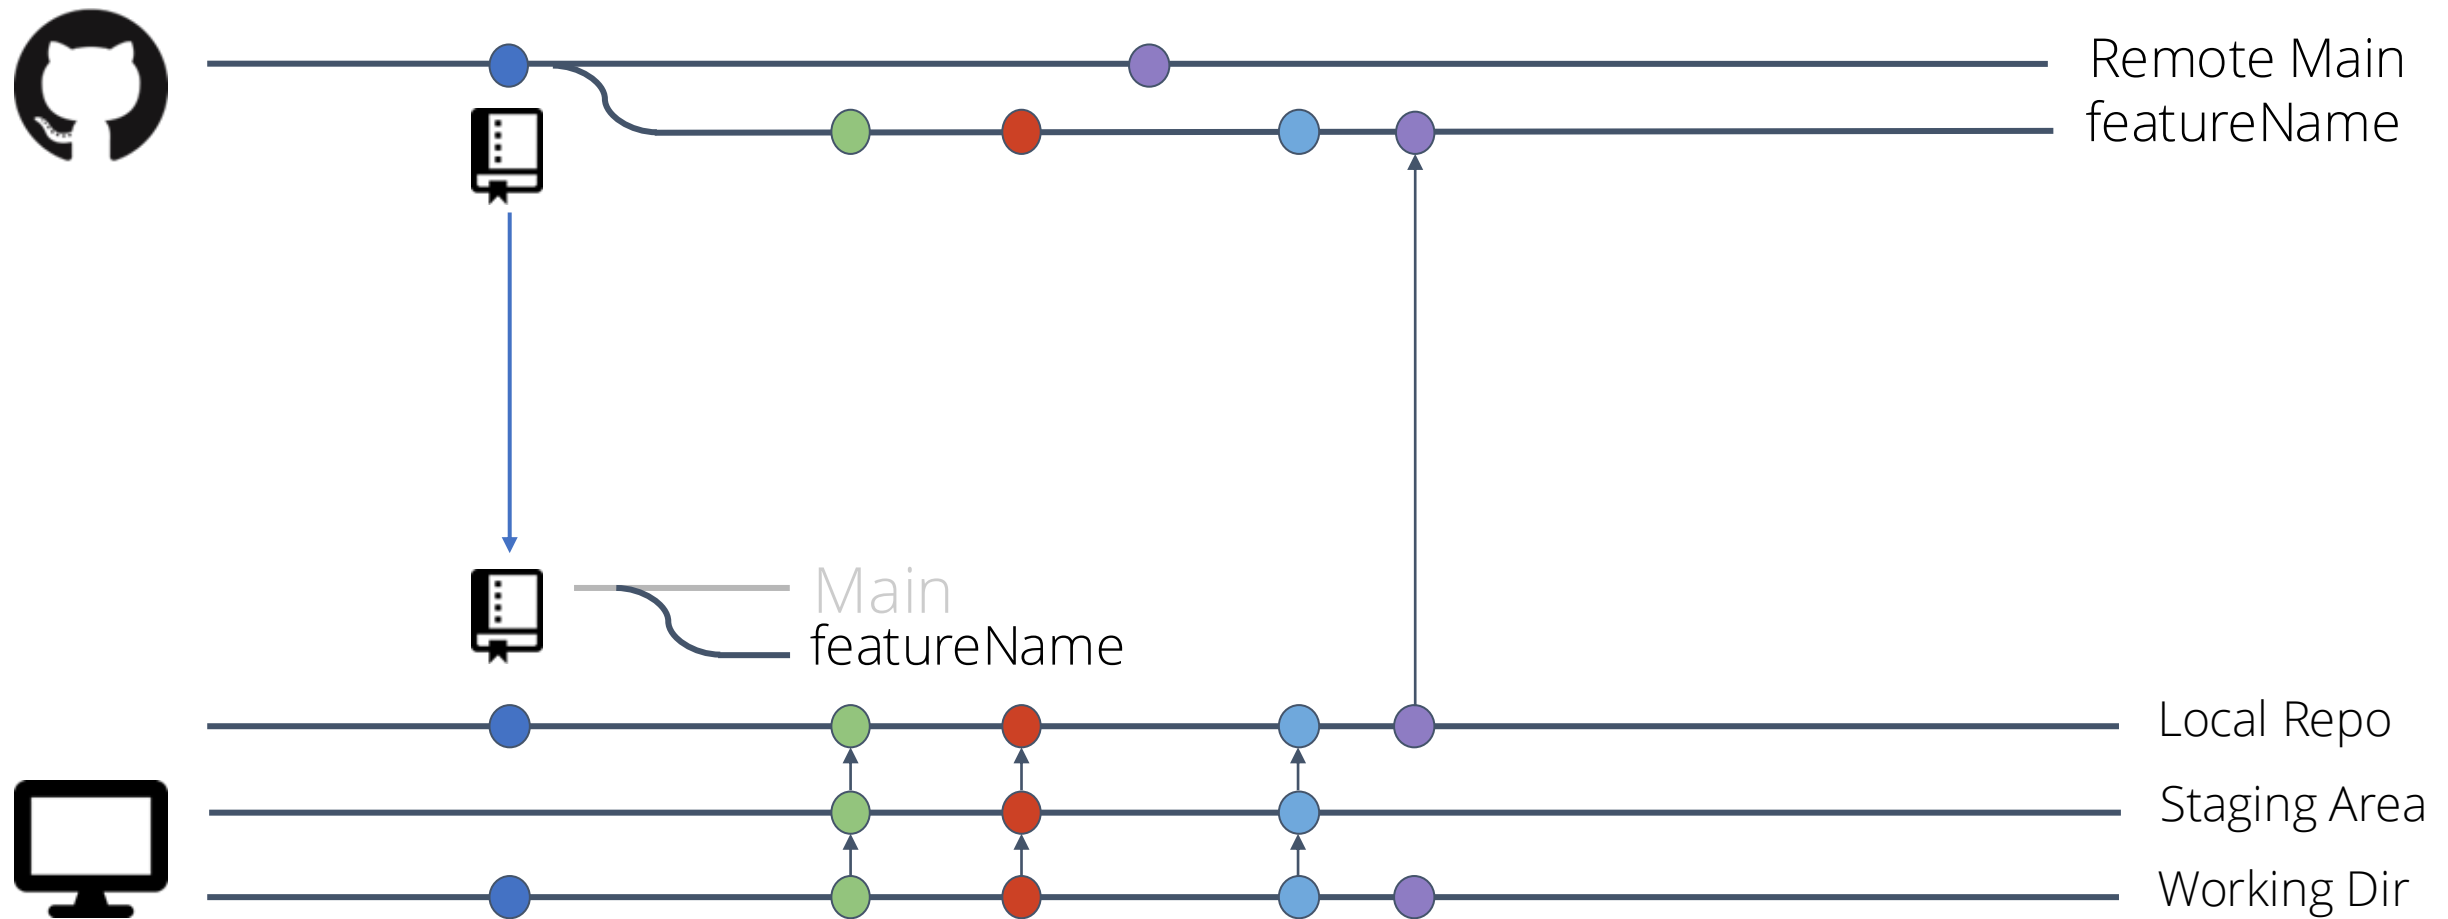 Remote Main
featureName
Main
featureName
Local Repo
Staging Area
Working Dir